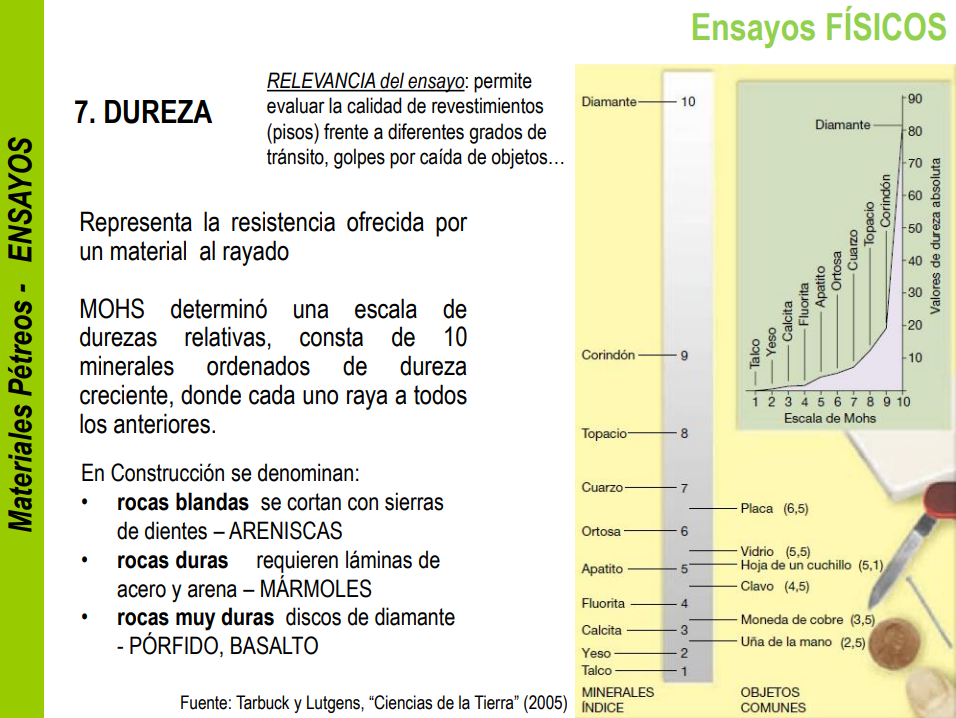 Ensayos FÍSICOS
Materiales Pétreos - ENSAYOS
7. DUREZA
RELEVANCIA del ensayo: permite
evaluar la calidad de revestimientos
(pisos) frente a diferentes grados de
tránsito, golpes por caída de objetos…
Representa la resistencia ofrecida por
un material al rayado
MOHS determinó una escala de
durezas relativas, consta de 10
minerales ordenados de dureza
creciente, donde cada uno raya a todos
los anteriores.
En Construcción se denominan:
• rocas blandas se cortan con sierras
de dientes – ARENISCAS
• rocas duras requieren láminas de
acero y arena – MÁRMOLES
• rocas muy duras discos de diamante
- PÓRFIDO, BASALTO
Fuente: Tarbuck y Lutgens, “Ciencias de la Tierra” (2005)
Diamante 10
Corindón 9
Topacio 8
Cuarzo 7
Ortosa 6
Apatito 5
Fluorita 4
Calcita 3
Yeso 2
Talco 1
MINERALES
ÍNDICE
Placa (6,5)
Vidrio (5,5)
Hoja de un cuchillo (5,1)
Clavo (4,5)
Moneda de cobre (3,5)
Uña de la mano (2,5)
OBJETOS
COMUNES
Diamante
Talco
Yeso
Calcita
Fluorita
Apatito
Ortosa
Cuarzo
Topacio
Corindón
90
80
70
60
50
40
30
20
10
Valores de dureza absoluta
1 2 3 4 5 6 7 8 9 10
Escala de Mohs